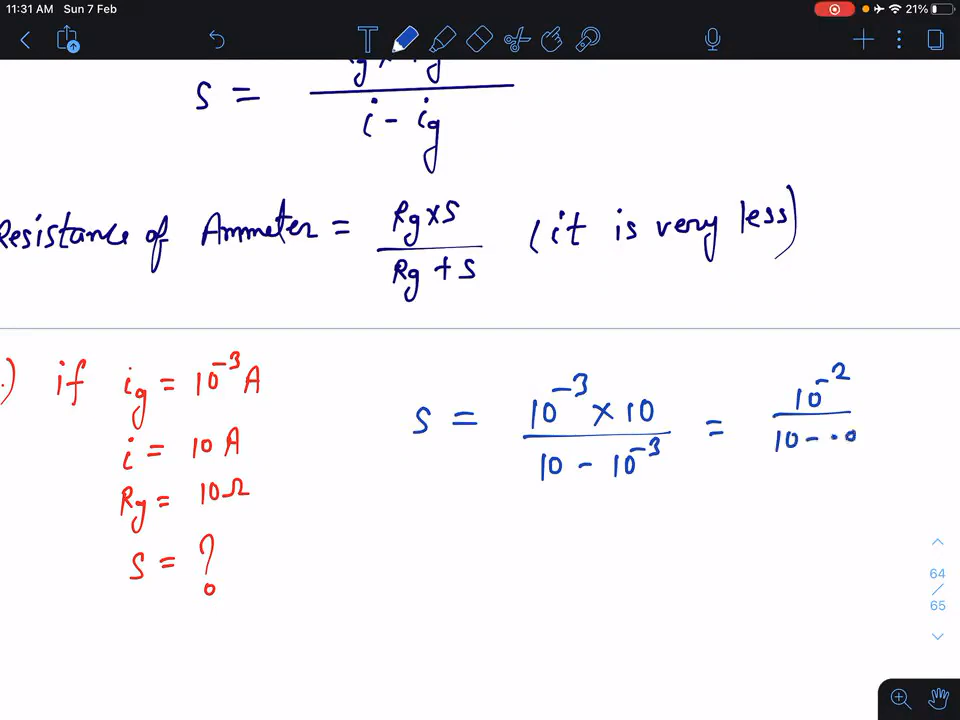 11:31 AM Sun 7 Feb
21%
S =
i - ig
Resistance of Ammeter = Rg×S / Rg + S (it is very less)
.) if ig = 10⁻³ A
i = 10 A
Rg = 10Ω
S = ?
S = 10⁻³ × 10 / 10 - 10⁻³ = 10⁻² / 10 - .0
64
/
65